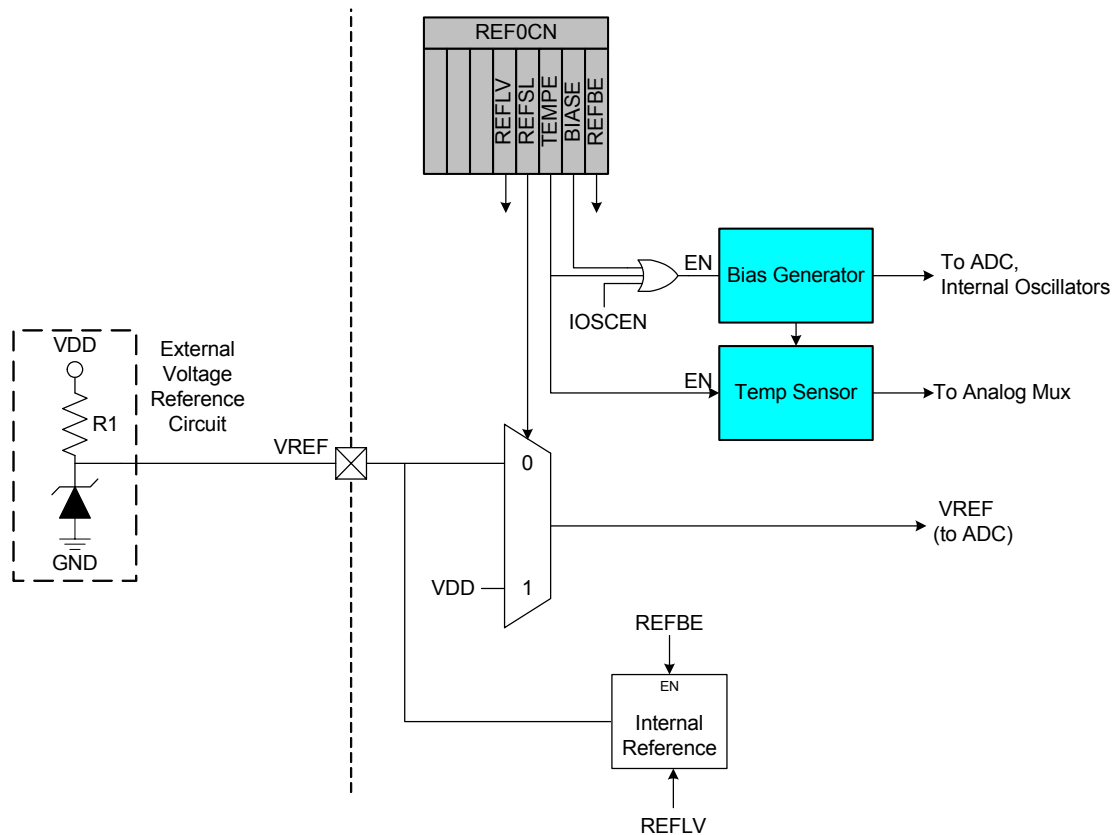 REF0CN
REFLV
REFSL
TEMPE
BIASE
REFBE
EN
Bias Generator
To ADC,
Internal Oscillators
IOSCEN
EN
Temp Sensor
To Analog Mux
VDD
R1
GND
External
Voltage
Reference
Circuit
VREF
0
VDD
1
VREF
(to ADC)
REFBE
EN
Internal
Reference
REFLV